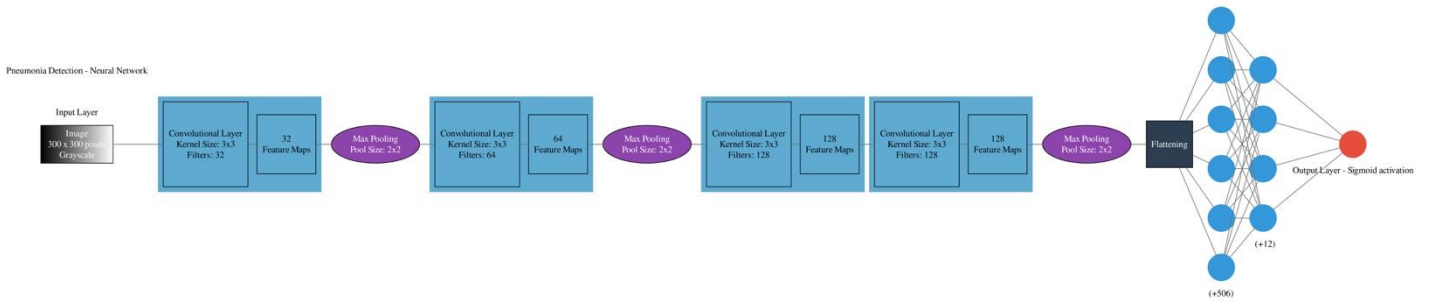 Pneumonia Detection - Neural Network
Input Layer
Image
300 x 300 pixels
Grayscale
Convolutional Layer
Kernel Size: 3x3
Filters: 32
32
Feature Maps
Max Pooling
Pool Size: 2x2
Convolutional Layer
Kernel Size: 3x3
Filters: 64
64
Feature Maps
Max Pooling
Pool Size: 2x2
Convolutional Layer
Kernel Size: 3x3
Filters: 128
128
Feature Maps
Convolutional Layer
Kernel Size: 3x3
Filters: 128
128
Feature Maps
Max Pooling
Pool Size: 2x2
Flattening
(+506)
(+12)
Output Layer - Sigmoid activation